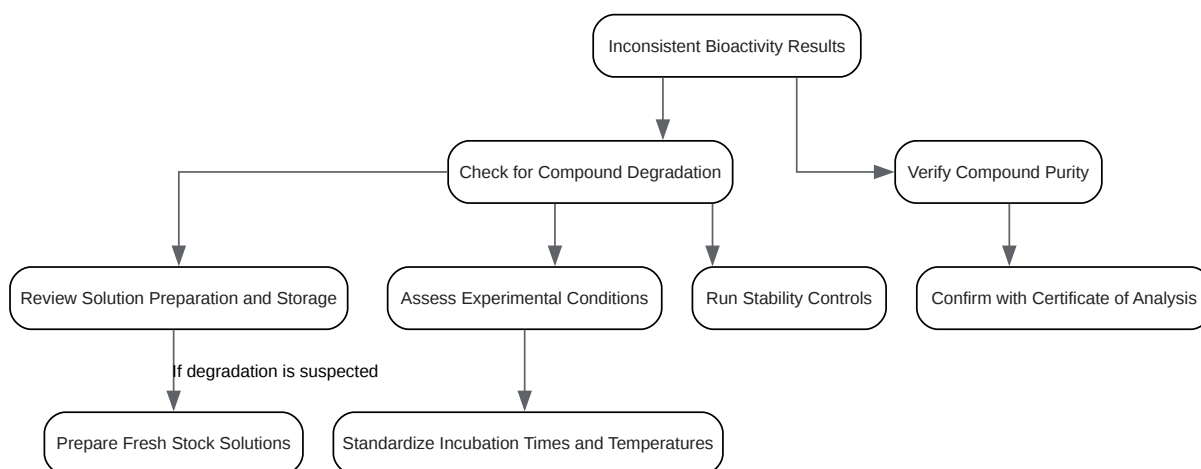 Inconsistent Bioactivity Results
Check for Compound Degradation
Verify Compound Purity
Review Solution Preparation and Storage
Assess Experimental Conditions
Run Stability Controls
Confirm with Certificate of Analysis
If degradation is suspected
Prepare Fresh Stock Solutions
Standardize Incubation Times and Temperatures